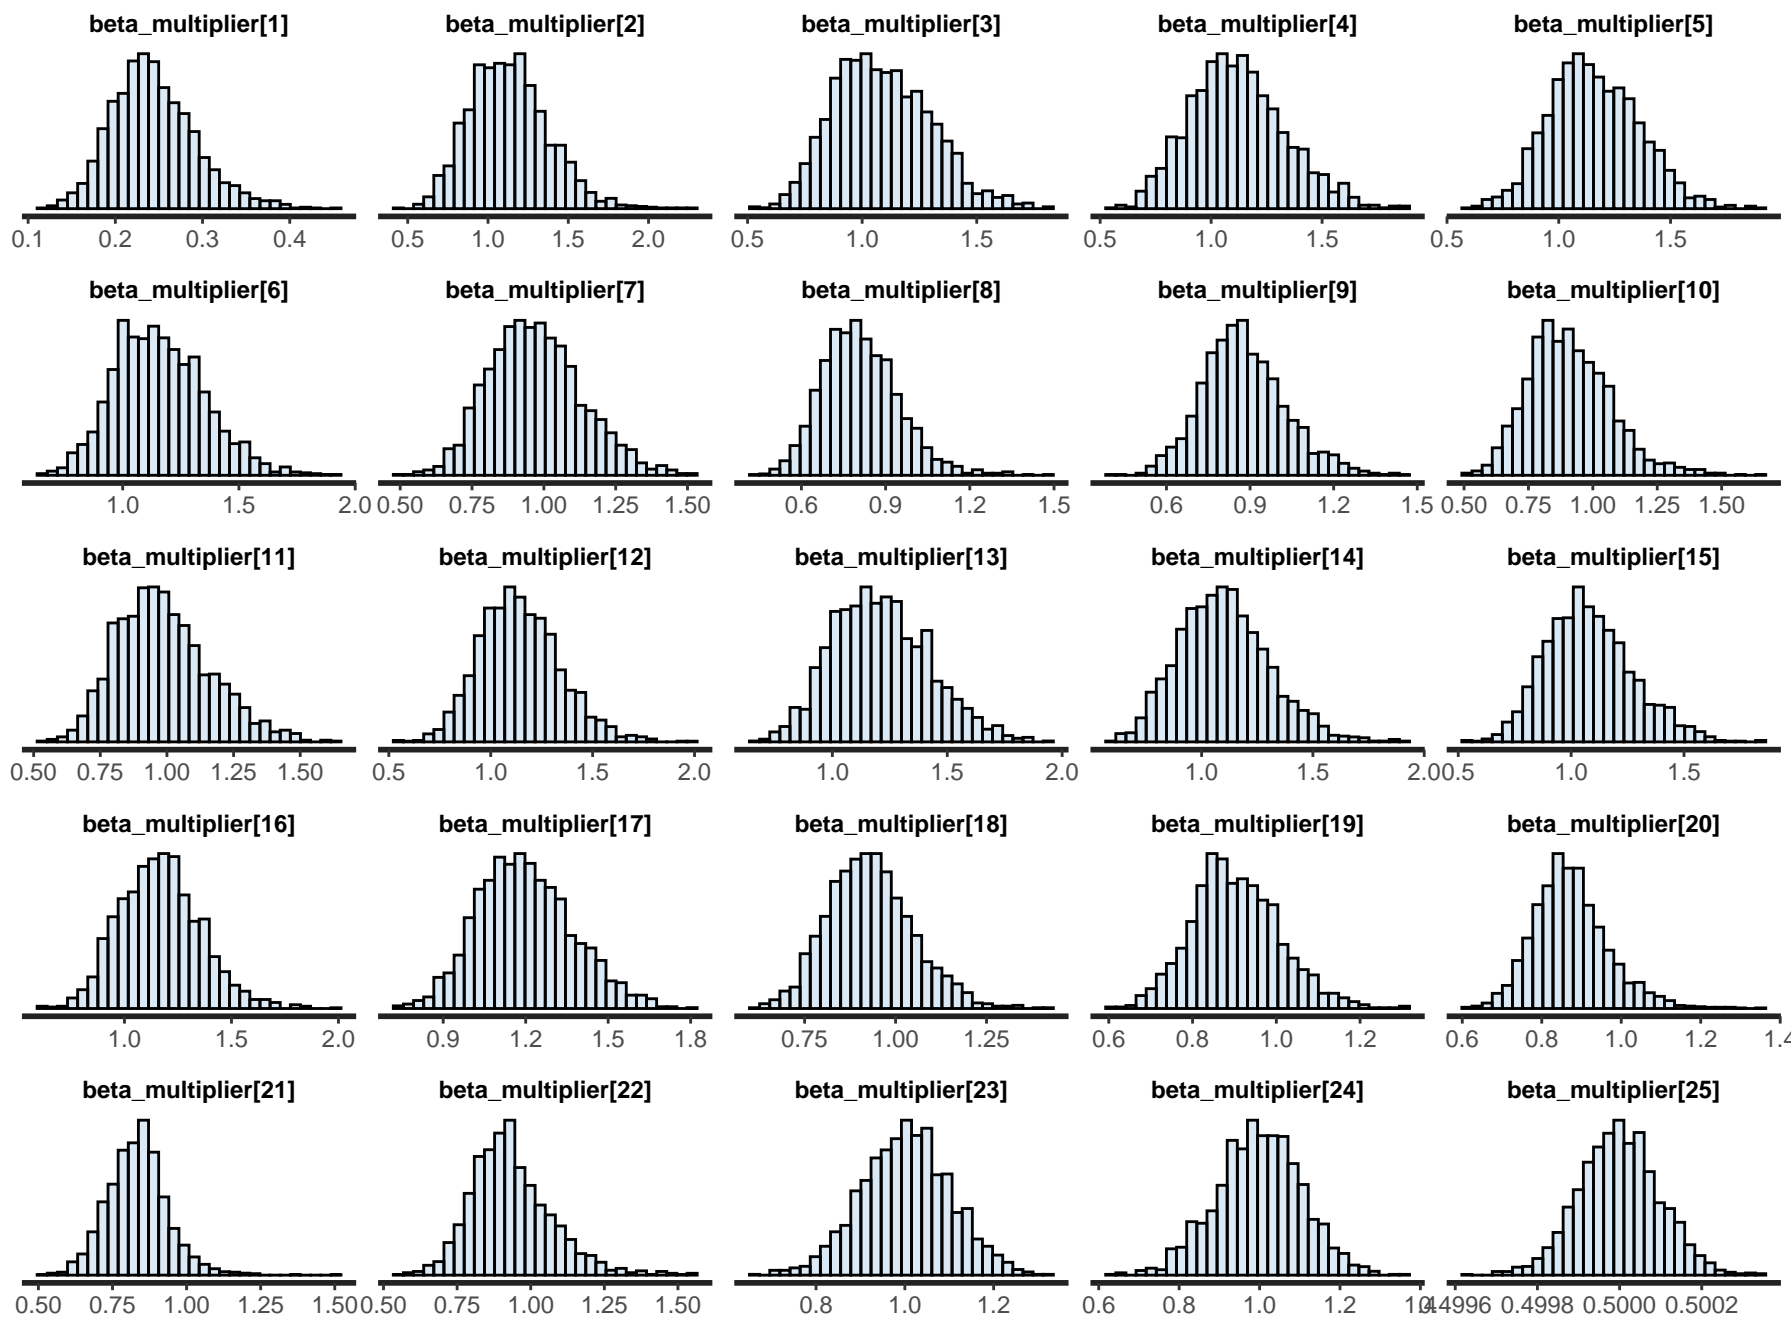 beta_multiplier[1] beta_multiplier[2] beta_multiplier[3] beta_multiplier[4] beta_multiplier[5]
0.1 0.2 0.3 0.4 0.5 1.0 1.5 2.0 0.5 1.0 1.5 0.5 1.0 1.5 0.5 1.0 1.5
beta_multiplier[6] beta_multiplier[7] beta_multiplier[8] beta_multiplier[9] beta_multiplier[10]
1.0 1.5 2.0 0.50 0.75 1.00 1.25 1.50 0.6 0.9 1.2 1.5 0.6 0.9 1.2 1.5 0.50 0.75 1.00 1.25 1.50
beta_multiplier[11] beta_multiplier[12] beta_multiplier[13] beta_multiplier[14] beta_multiplier[15]
0.50 0.75 1.00 1.25 1.50 0.5 1.0 1.5 2.0 1.0 1.5 2.0 1.0 1.5 2.0 0.5 1.0 1.5
beta_multiplier[16] beta_multiplier[17] beta_multiplier[18] beta_multiplier[19] beta_multiplier[20]
1.0 1.5 2.0 0.9 1.2 1.5 1.8 0.75 1.00 1.25 0.6 0.8 1.0 1.2 0.6 0.8 1.0 1.2 1.4
beta_multiplier[21] beta_multiplier[22] beta_multiplier[23] beta_multiplier[24] beta_multiplier[25]
0.50 0.75 1.00 1.25 1.50 0.50 0.75 1.00 1.25 1.50 0.8 1.0 1.2 0.6 0.8 1.0 1.2 0.4998 0.5000 0.5002